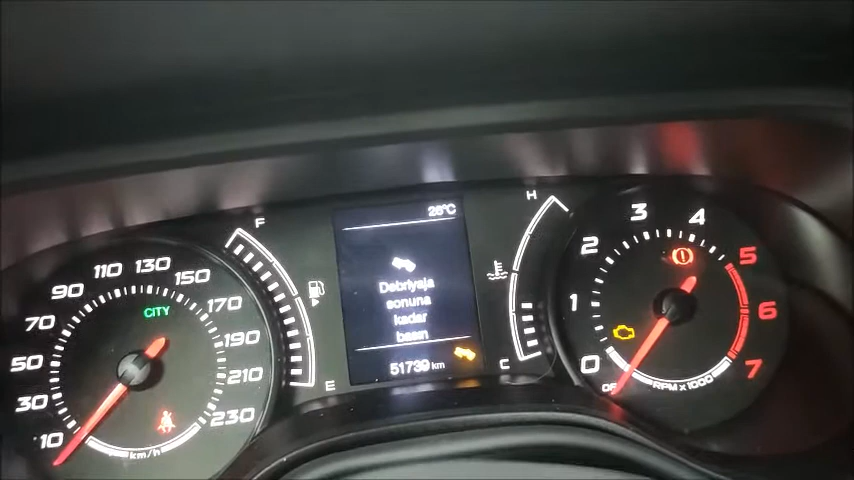 10
30
50
70
90
110
130
150
170
190
210
230
CITY
km/h
F
E
26°C
Debriyaja
sonuna
kadar
basın
51739 km
H
C
0
1
2
3
4
5
6
7
RPM x 1000